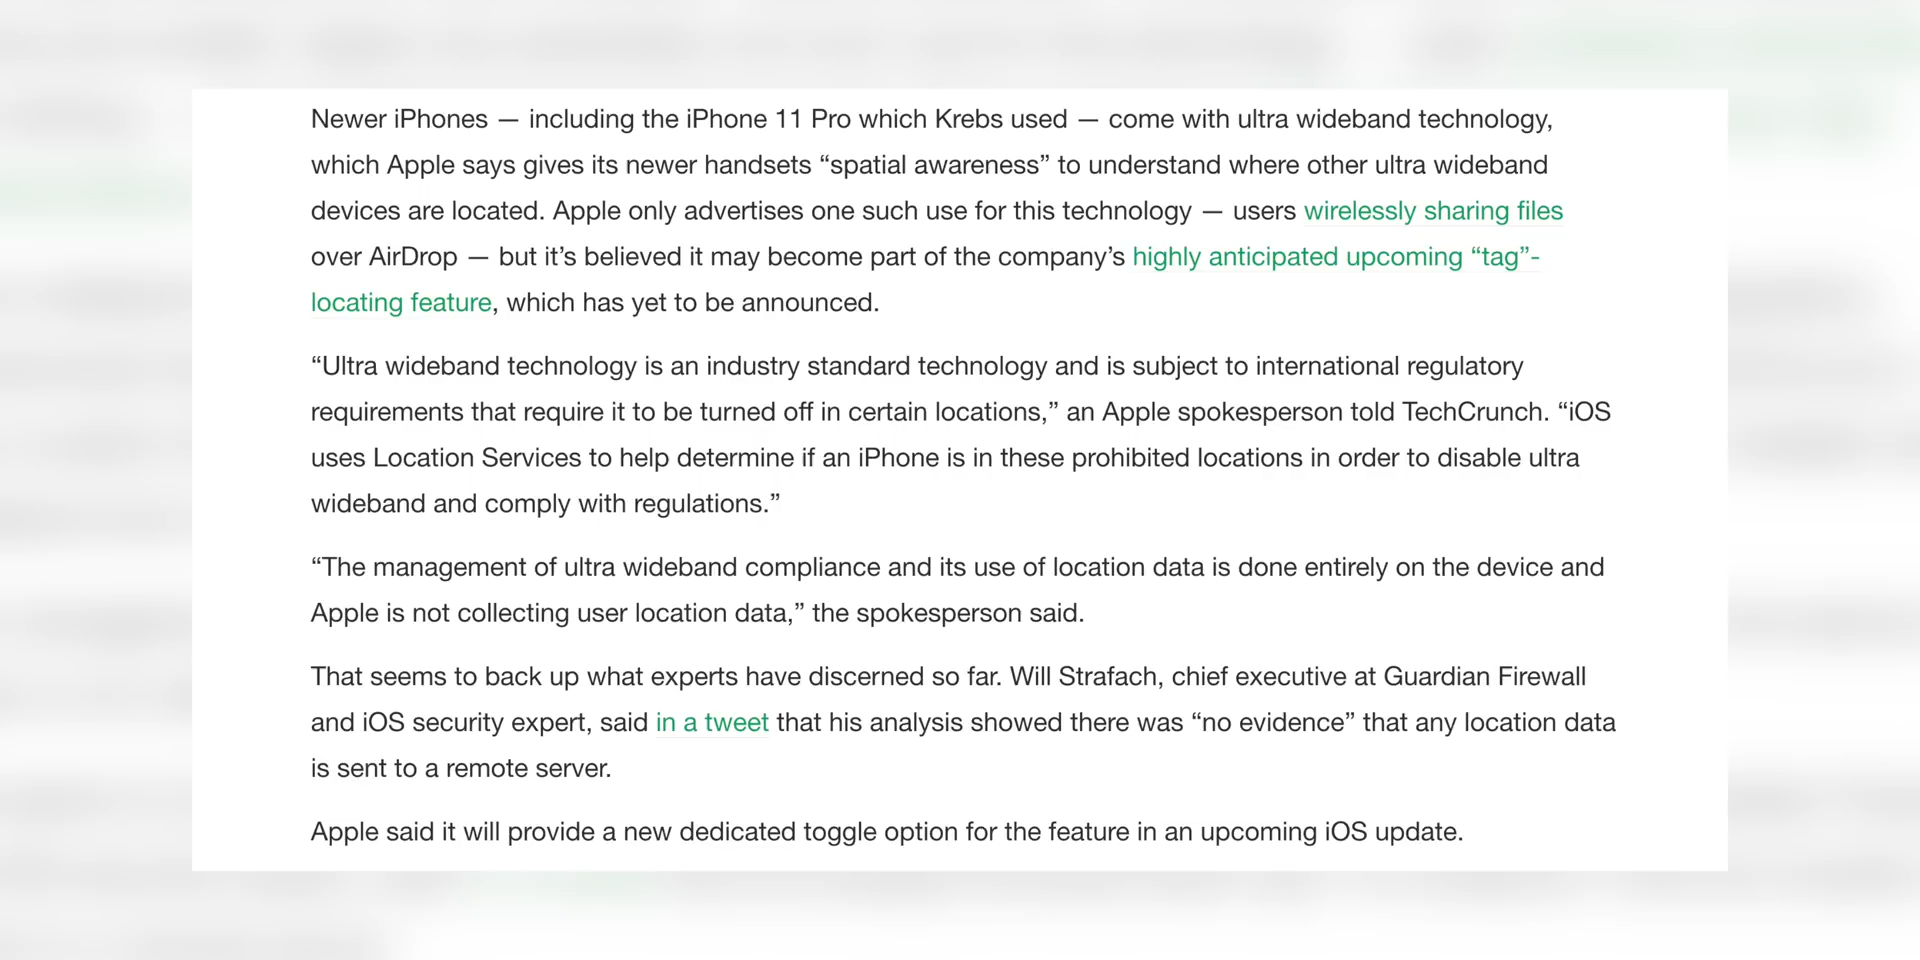 Newer iPhones — including the iPhone 11 Pro which Krebs used — come with ultra wideband technology,
which Apple says gives its newer handsets “spatial awareness” to understand where other ultra wideband
devices are located. Apple only advertises one such use for this technology — users wirelessly sharing files
over AirDrop — but it’s believed it may become part of the company’s highly anticipated upcoming “tag”-
locating feature, which has yet to be announced.
“Ultra wideband technology is an industry standard technology and is subject to international regulatory
requirements that require it to be turned off in certain locations,” an Apple spokesperson told TechCrunch. “iOS
uses Location Services to help determine if an iPhone is in these prohibited locations in order to disable ultra
wideband and comply with regulations.”
“The management of ultra wideband compliance and its use of location data is done entirely on the device and
Apple is not collecting user location data,” the spokesperson said.
That seems to back up what experts have discerned so far. Will Strafach, chief executive at Guardian Firewall
and iOS security expert, said in a tweet that his analysis showed there was “no evidence” that any location data
is sent to a remote server.
Apple said it will provide a new dedicated toggle option for the feature in an upcoming iOS update.